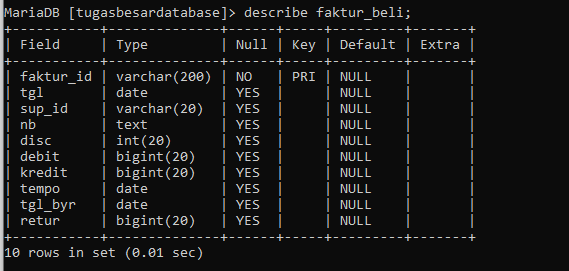 MariaDB [tugasbesardatabase]> describe faktur_beli;
+------------+--------------+------+-----+---------+-------+
| Field      | Type         | Null | Key | Default | Extra |
+------------+--------------+------+-----+---------+-------+
| faktur_id  | varchar(200) | NO   | PRI | NULL    |       |
| tgl        | date         | YES  |     | NULL    |       |
| sup_id     | varchar(20)  | YES  |     | NULL    |       |
| nb         | text         | YES  |     | NULL    |       |
| disc       | int(20)      | YES  |     | NULL    |       |
| debit      | bigint(20)   | YES  |     | NULL    |       |
| kredit     | bigint(20)   | YES  |     | NULL    |       |
| tempo      | date         | YES  |     | NULL    |       |
| tgl_byr    | date         | YES  |     | NULL    |       |
| retur      | bigint(20)   | YES  |     | NULL    |       |
+------------+--------------+------+-----+---------+-------+
10 rows in set (0.01 sec)